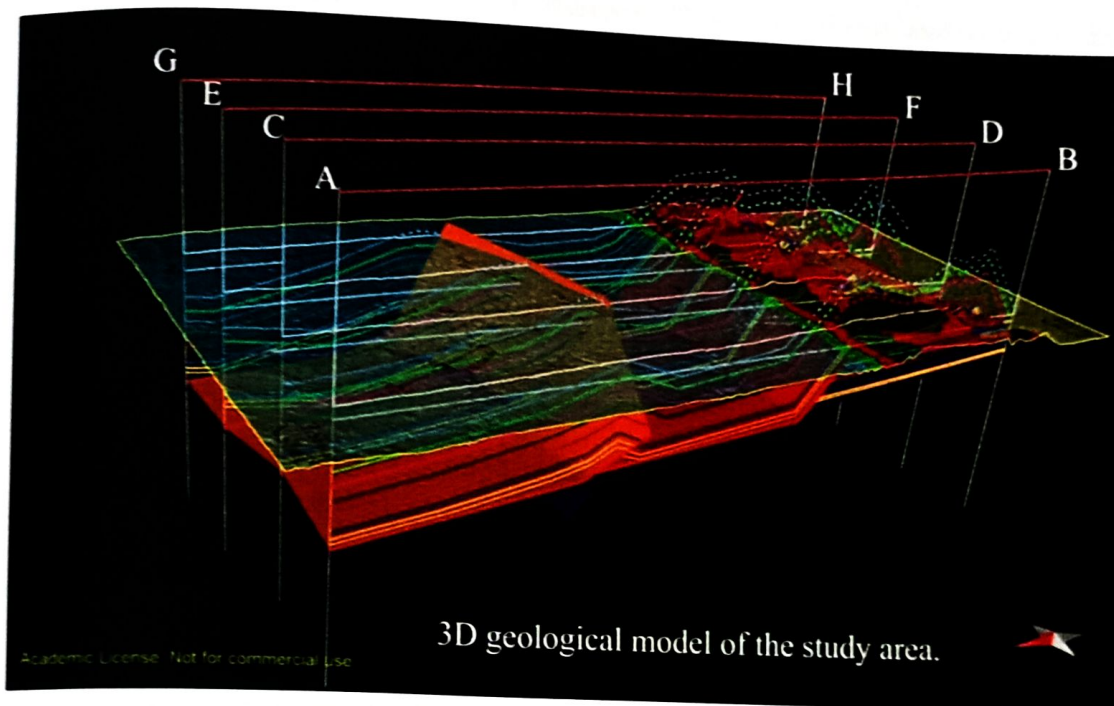 G
H
E
F
C
D
A
B
3D geological model of the study area.
Academic License: Not for commercial use